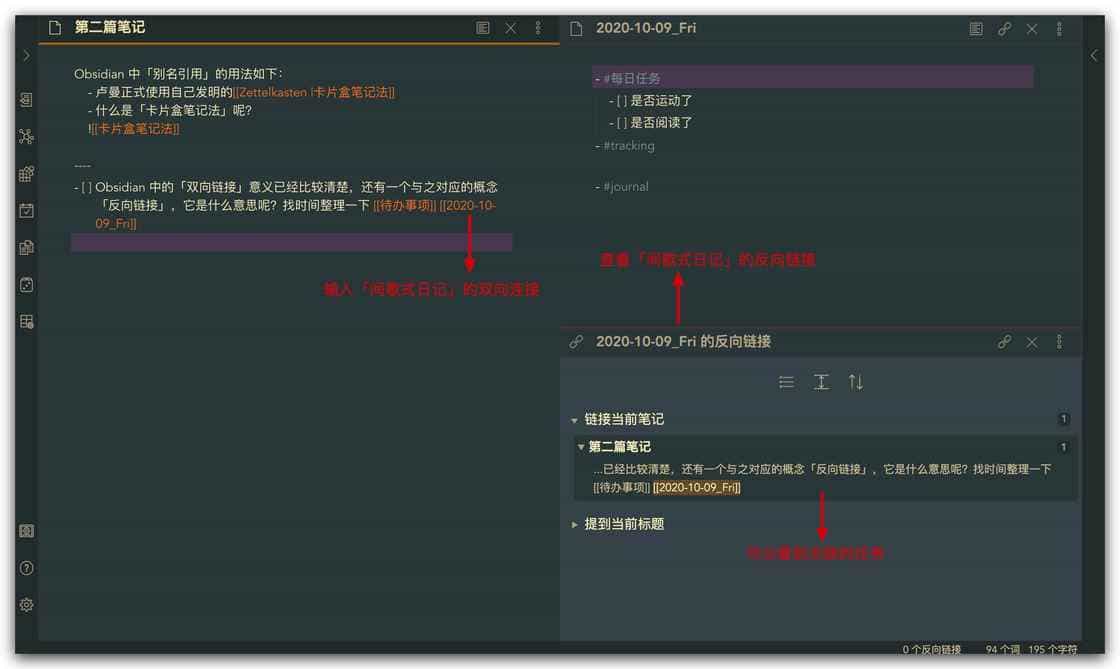 第二篇笔记
Obsidian 中「别名引用」的用法如下：
- 卢曼正式使用自己发明的[[Zettelkasten |卡片盒笔记法]]
- 什么是「卡片盒笔记法」呢？
![[卡片盒笔记法]]
----
- [ ] Obsidian 中的「双向链接」意义已经比较清楚，还有一个与之对应的概念
「反向链接」，它是什么意思呢？找时间整理一下 [[待办事项]] [[2020-10-
09_Fri]]
输入「间歇式日记」的双向连接
2020-10-09_Fri
- #每日任务
- [ ] 是否运动了
- [ ] 是否阅读了
- #tracking
- #journal
查看「间歇式日记」的反向链接
2020-10-09_Fri 的反向链接
链接当前笔记 1
第二篇笔记 1
...已经比较清楚，还有一个与之对应的概念「反向链接」，它是什么意思呢？找时间整理一下
[[待办事项]] [[2020-10-09_Fri]]
提到当前标题
0 个反向链接 94 个词 195 个字符